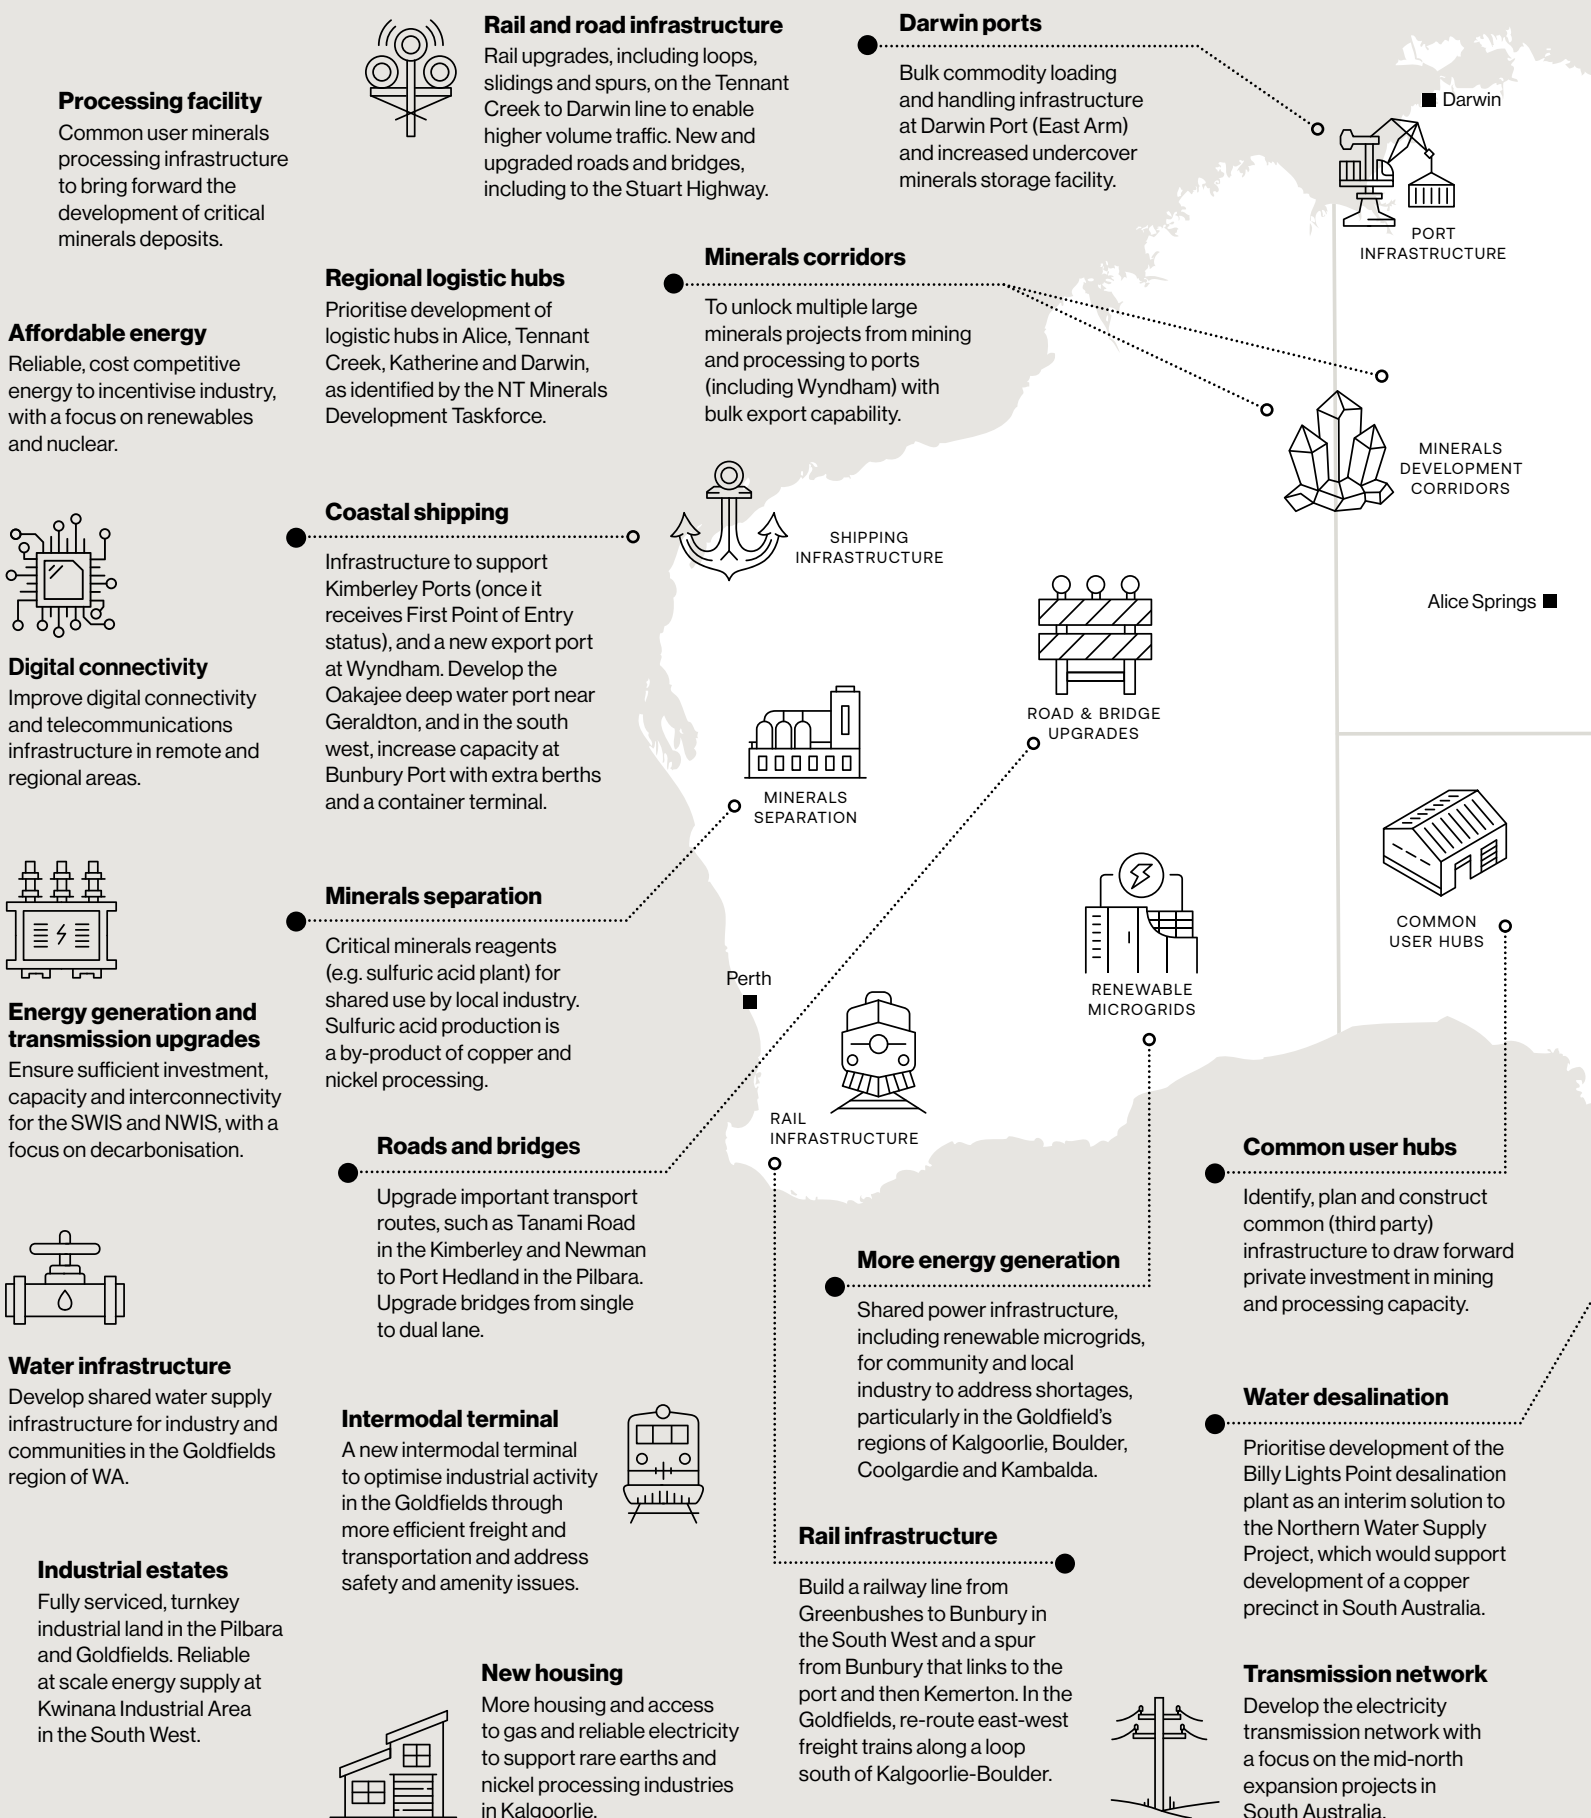 Rail and road infrastructure
Rail upgrades, including loops,
slidings and spurs, on the Tennant
Creek to Darwin line to enable
higher volume traffic. New and
upgraded roads and bridges,
including to the Stuart Highway.
Darwin ports
Bulk commodity loading
and handling infrastructure
at Darwin Port (East Arm)
and increased undercover
minerals storage facility.
Darwin
PORT
INFRASTRUCTURE
Processing facility
Common user minerals
processing infrastructure
to bring forward the
development of critical
minerals deposits.
Regional logistic hubs
Prioritise development of
logistic hubs in Alice, Tennant
Creek, Katherine and Darwin,
as identified by the NT Minerals
Development Taskforce.
Minerals corridors
To unlock multiple large
minerals projects from mining
and processing to ports
(including Wyndham) with
bulk export capability.
MINERALS
DEVELOPMENT
CORRIDORS
Affordable energy
Reliable, cost competitive
energy to incentivise industry,
with a focus on renewables
and nuclear.
Coastal shipping
Infrastructure to support
Kimberley Ports (once it
receives First Point of Entry
status), and a new export port
at Wyndham. Develop the
Oakajee deep water port near
Geraldton, and in the south
west, increase capacity at
Bunbury Port with extra berths
and a container terminal.
SHIPPING
INFRASTRUCTURE
Alice Springs
ROAD & BRIDGE
UPGRADES
Digital connectivity
Improve digital connectivity
and telecommunications
infrastructure in remote and
regional areas.
MINERALS
SEPARATION
Minerals separation
Critical minerals reagents
(e.g. sulfuric acid plant) for
shared use by local industry.
Sulfuric acid production is
a by-product of copper and
nickel processing.
COMMON
USER HUBS
Perth
RENEWABLE
MICROGRIDS
Energy generation and
transmission upgrades
Ensure sufficient investment,
capacity and interconnectivity
for the SWIS and NWIS, with a
focus on decarbonisation.
RAIL
INFRASTRUCTURE
Roads and bridges
Upgrade important transport
routes, such as Tanami Road
in the Kimberley and Newman
to Port Hedland in the Pilbara.
Upgrade bridges from single
to dual lane.
Common user hubs
Identify, plan and construct
common (third party)
infrastructure to draw forward
private investment in mining
and processing capacity.
More energy generation
Shared power infrastructure,
including renewable microgrids,
for community and local
industry to address shortages,
particularly in the Goldfield's
regions of Kalgoorlie, Boulder,
Coolgardie and Kambalda.
Water infrastructure
Develop shared water supply
infrastructure for industry and
communities in the Goldfields
region of WA.
Intermodal terminal
A new intermodal terminal
to optimise industrial activity
in the Goldfields through
more efficient freight and
transportation and address
safety and amenity issues.
Water desalination
Prioritise development of the
Billy Lights Point desalination
plant as an interim solution to
the Northern Water Supply
Project, which would support
development of a copper
precinct in South Australia.
Rail infrastructure
Build a railway line from
Greenbushes to Bunbury in
the South West and a spur
from Bunbury that links to the
port and then Kemerton. In the
Goldfields, re-route east-west
freight trains along a loop
south of Kalgoorlie-Boulder.
Industrial estates
Fully serviced, turnkey
industrial land in the Pilbara
and Goldfields. Reliable
at scale energy supply at
Kwinana Industrial Area
in the South West.
New housing
More housing and access
to gas and reliable electricity
to support rare earths and
nickel processing industries
in Kalgoorlie.
Transmission network
Develop the electricity
transmission network with
a focus on the mid-north
expansion projects in
South Australia.